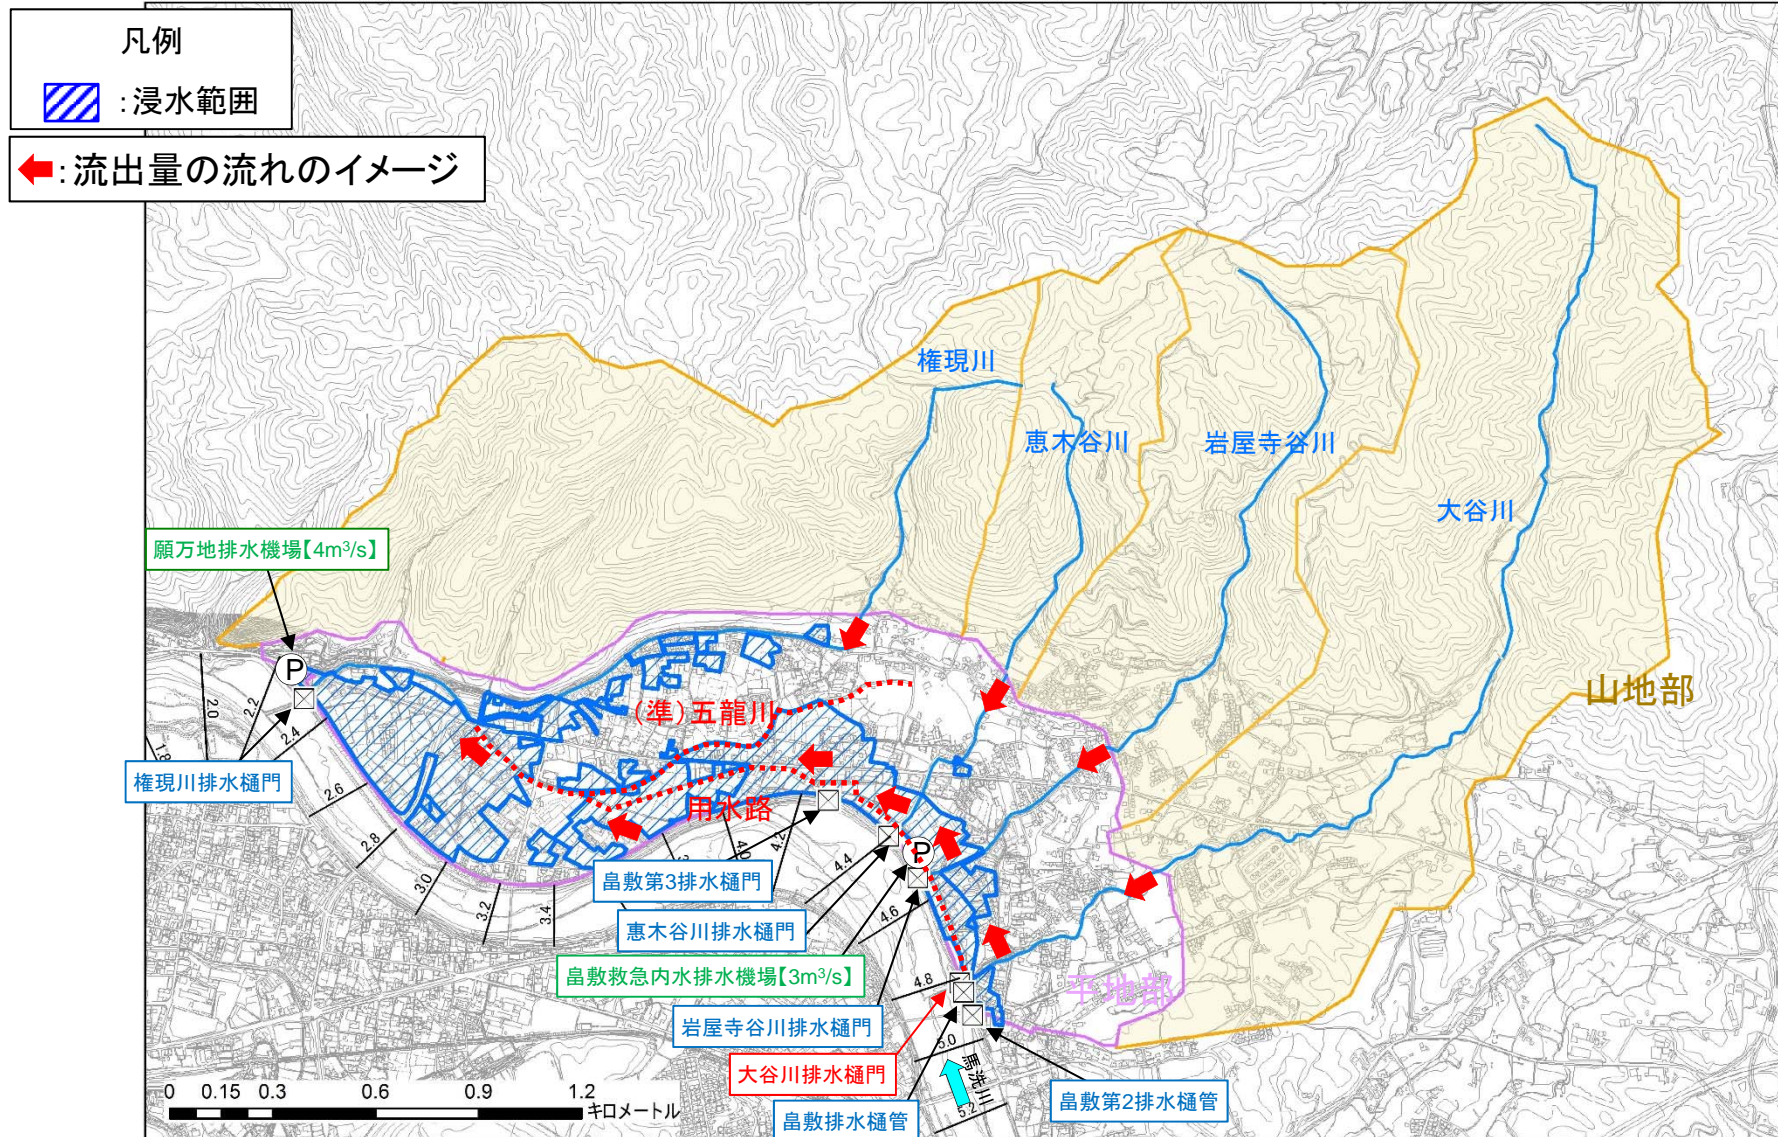 凡例
：浸水範囲
：流出量の流れのイメージ
権現川
恵木谷川
岩屋寺谷川
大谷川
願万地排水機場【4m³/s】
山地部
(準)五龍川
P
2.0
2.2
2.4
1.8
権現川排水樋門
2.6
用水路
2.8
4.0
4.2
4.4
P
3.0
畠敷第3排水樋門
3.2
3.4
4.6
恵木谷川排水樋門
畠敷救急内水排水機場【3m³/s】
4.8
平地部
岩屋寺谷川排水樋門
5.0
大谷川排水樋門
馬洗川
畠敷第2排水樋管
5.2
畠敷排水樋管
0 0.15 0.3 0.6 0.9 1.2
キロメートル